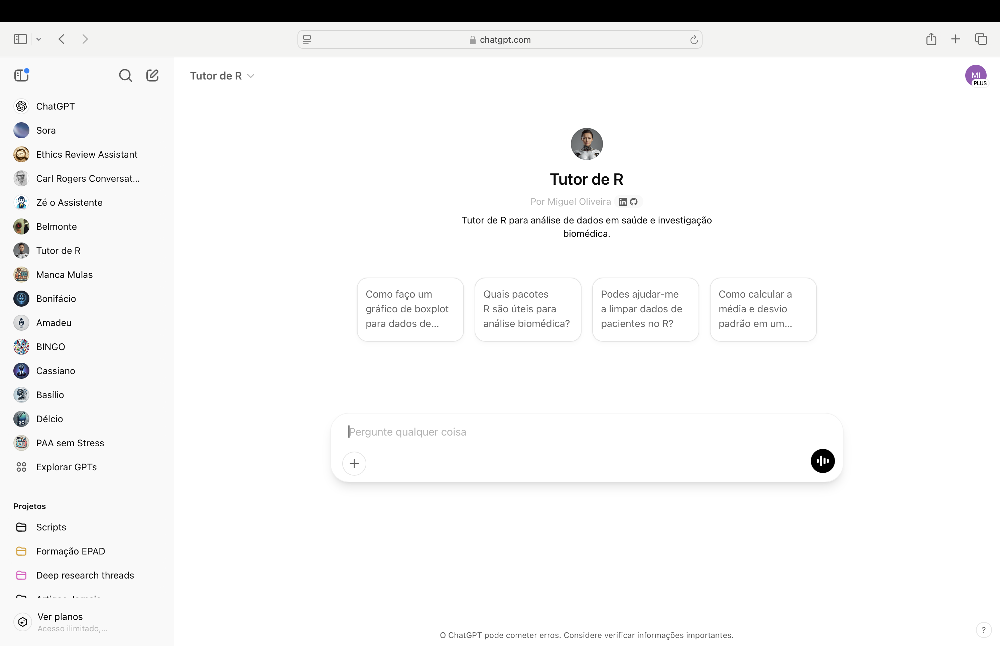 chatgpt.com
Tutor de R
MI
PLUS
ChatGPT
Sora
Ethics Review Assistant
Carl Rogers Conversat...
Zé o Assistente
Belmonte
Tutor de R
Manca Mulas
Bonifácio
Amadeu
BINGO
Cassiano
Basílio
Délcio
PAA sem Stress
Explorar GPTs
Projetos
Scripts
Formação EPAD
Deep research threads
Ver planos
Acesso ilimitado,...
Tutor de R
Por Miguel Oliveira
in
Tutor de R para análise de dados em saúde e investigação
biomédica.
Como faço um
gráfico de boxplot
para dados de...
Quais pacotes
R são úteis para
análise biomédica?
Podes ajudar-me
a limpar dados de
pacientes no R?
Como calcular a
média e desvio
padrão em um...
Pergunte qualquer coisa
O ChatGPT pode cometer erros. Considere verificar informações importantes.
?
ROI